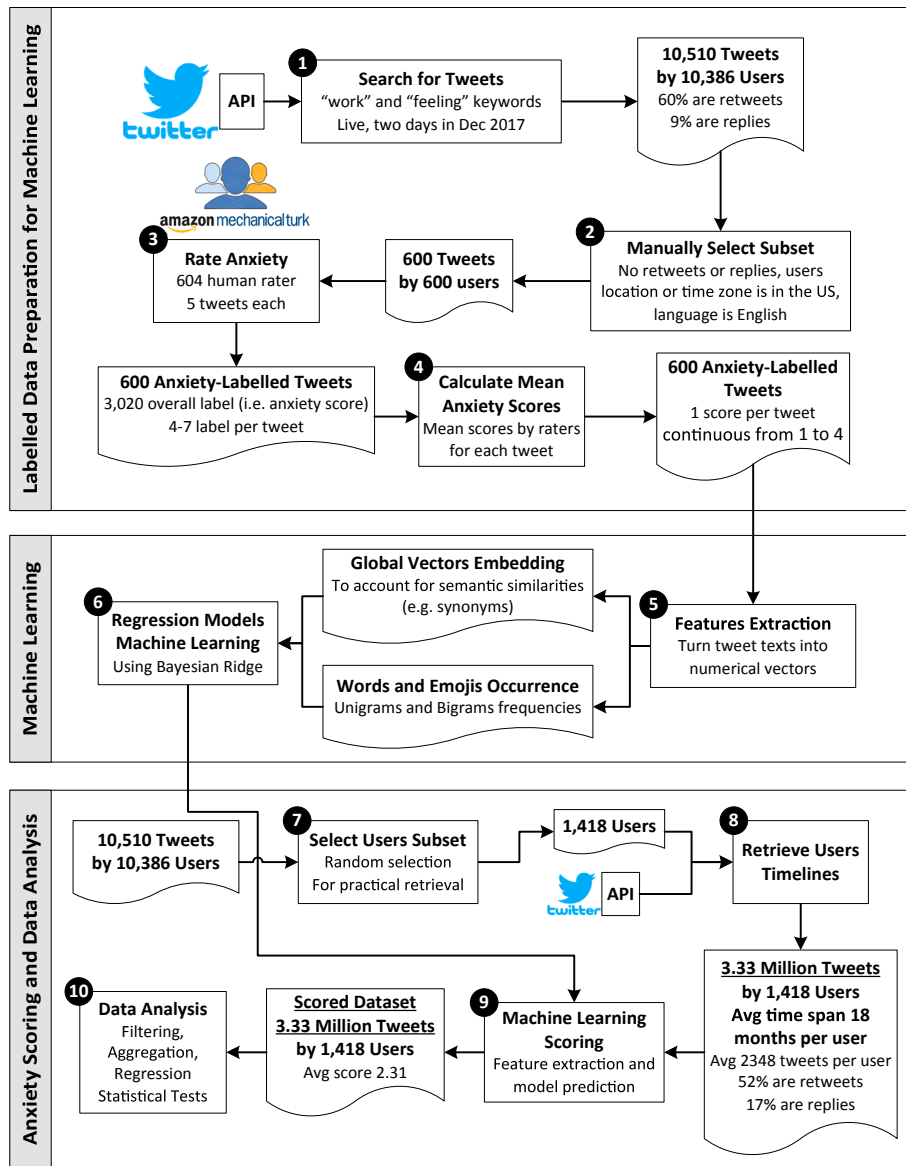 Labelled Data Preparation for Machine Learning
twitter
API
1
Search for Tweets
“work” and “feeling” keywords
Live, two days in Dec 2017
10,510 Tweets
by 10,386 Users
60% are retweets
9% are replies
2
Manually Select Subset
No retweets or replies, users
location or time zone is in the US,
language is English
600 Tweets
by 600 users
amazon mechanical turk
3
Rate Anxiety
604 human rater
5 tweets each
600 Anxiety-Labelled Tweets
3,020 overall label (i.e. anxiety score)
4-7 label per tweet
4
Calculate Mean
Anxiety Scores
Mean scores by raters
for each tweet
600 Anxiety-Labelled
Tweets
1 score per tweet
continuous from 1 to 4
Machine Learning
5
Features Extraction
Turn tweet texts into
numerical vectors
Global Vectors Embedding
To account for semantic similarities
(e.g. synonyms)
Words and Emojis Occurrence
Unigrams and Bigrams frequencies
6
Regression Models
Machine Learning
Using Bayesian Ridge
Anxiety Scoring and Data Analysis
10,510 Tweets
by 10,386 Users
7
Select Users Subset
Random selection
For practical retrieval
1,418 Users
twitter
API
8
Retrieve Users
Timelines
3.33 Million Tweets
by 1,418 Users
Avg time span 18
months per user
Avg 2348 tweets per user
52% are retweets
17% are replies
9
Machine Learning
Scoring
Feature extraction and
model prediction
Scored Dataset
3.33 Million Tweets
by 1,418 Users
Avg score 2.31
10
Data Analysis
Filtering,
Aggregation,
Regression
Statistical Tests